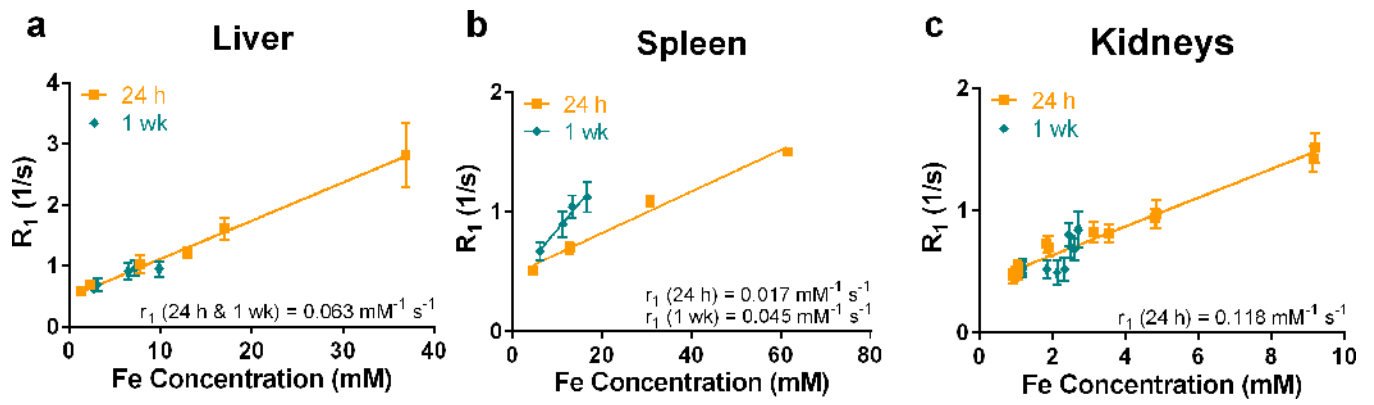 a
Liver
R1 (1/s)
4
3
2
1
0
24 h
1 wk
r1 (24 h & 1 wk) = 0.063 mM-1 s-1
0
10
20
30
40
Fe Concentration (mM)
b
Spleen
R1 (1/s)
2
1
0
24 h
1 wk
r1 (24 h) = 0.017 mM-1 s-1
r1 (1 wk) = 0.045 mM-1 s-1
0
20
40
60
80
Fe Concentration (mM)
c
Kidneys
R1 (1/s)
2
1
0
24 h
1 wk
r1 (24 h) = 0.118 mM-1 s-1
0
2
4
6
8
10
Fe Concentration (mM)